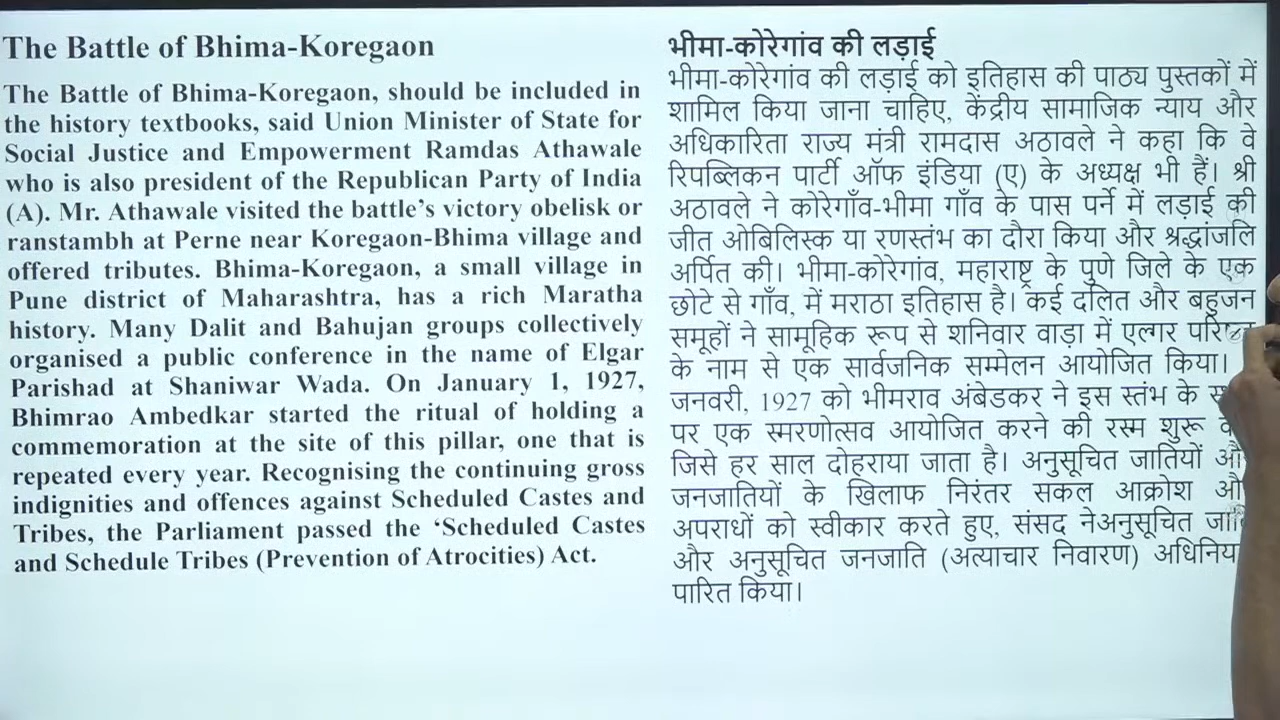 The Battle of Bhima-Koregaon
The Battle of Bhima-Koregaon, should be included in
the history textbooks, said Union Minister of State for
Social Justice and Empowerment Ramdas Athawale
who is also president of the Republican Party of India
(A). Mr. Athawale visited the battle’s victory obelisk or
ranstambh at Perne near Koregaon-Bhima village and
offered tributes. Bhima-Koregaon, a small village in
Pune district of Maharashtra, has a rich Maratha
history. Many Dalit and Bahujan groups collectively
organised a public conference in the name of Elgar
Parishad at Shaniwar Wada. On January 1, 1927,
Bhimrao Ambedkar started the ritual of holding a
commemoration at the site of this pillar, one that is
repeated every year. Recognising the continuing gross
indignities and offences against Scheduled Castes and
Tribes, the Parliament passed the ‘Scheduled Castes
and Schedule Tribes (Prevention of Atrocities) Act.
भीमा-कोरेगांव की लड़ाई
भीमा-कोरेगांव की लड़ाई को इतिहास की पाठ्य पुस्तकों में
शामिल किया जाना चाहिए, केंद्रीय सामाजिक न्याय और
अधिकारिता राज्य मंत्री रामदास अठावले ने कहा कि वे
रिपब्लिकन पार्टी ऑफ इंडिया (ए) के अध्यक्ष भी हैं। श्री
अठावले ने कोरेगाँव-भीमा गाँव के पास पर्ने में लड़ाई की
जीत ओबिलिस्क या रणस्तंभ का दौरा किया और श्रद्धांजलि
अर्पित की। भीमा-कोरेगांव, महाराष्ट्र के पुणे जिले के एक
छोटे से गाँव, में मराठा इतिहास है। कई दलित और बहुजन
समूहों ने सामूहिक रूप से शनिवार वाड़ा में एल्गर
के नाम से एक सार्वजनिक सम्मेलन आयोजित किया।
जनवरी, 1927 को भीमराव अंबेडकर ने इस स्तंभ के
पर एक स्मरणोत्सव आयोजित करने की रस्म शुरू
जिसे हर साल दोहराया जाता है। अनुसूचित जातियों
जनजातियों के खिलाफ निरंतर सकल आक्रोश
अपराधों को स्वीकार करते हुए, संसद नेअनुसूचित
और अनुसूचित जनजाति (अत्याचार निवारण)
पारित किया।